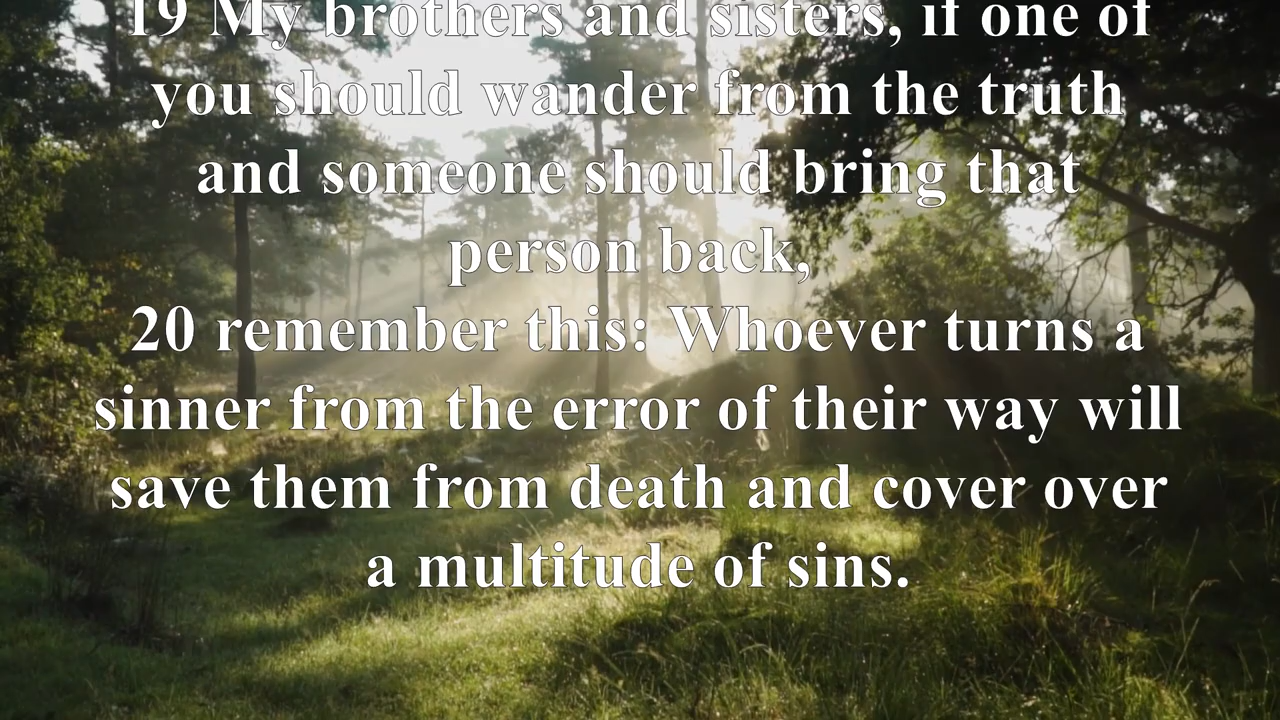 19 My brothers and sisters, if one of
you should wander from the truth
and someone should bring that
person back,
20 remember this: Whoever turns a
sinner from the error of their way will
save them from death and cover over
a multitude of sins.